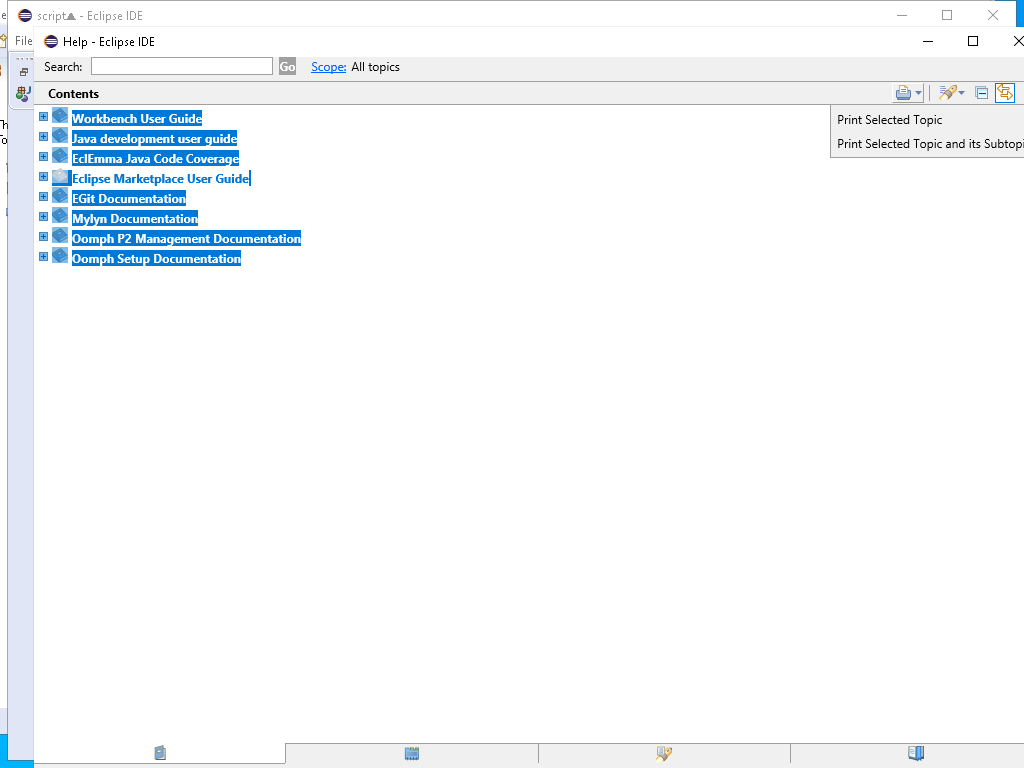 script▲ - Eclipse IDE
File
Help - Eclipse IDE
Search: Go Scope: All topics
Contents
Print Selected Topic
Print Selected Topic and its Subtopi
Workbench User Guide
Java development user guide
EclEmma Java Code Coverage
Eclipse Marketplace User Guide
EGit Documentation
Mylyn Documentation
Oomph P2 Management Documentation
Oomph Setup Documentation